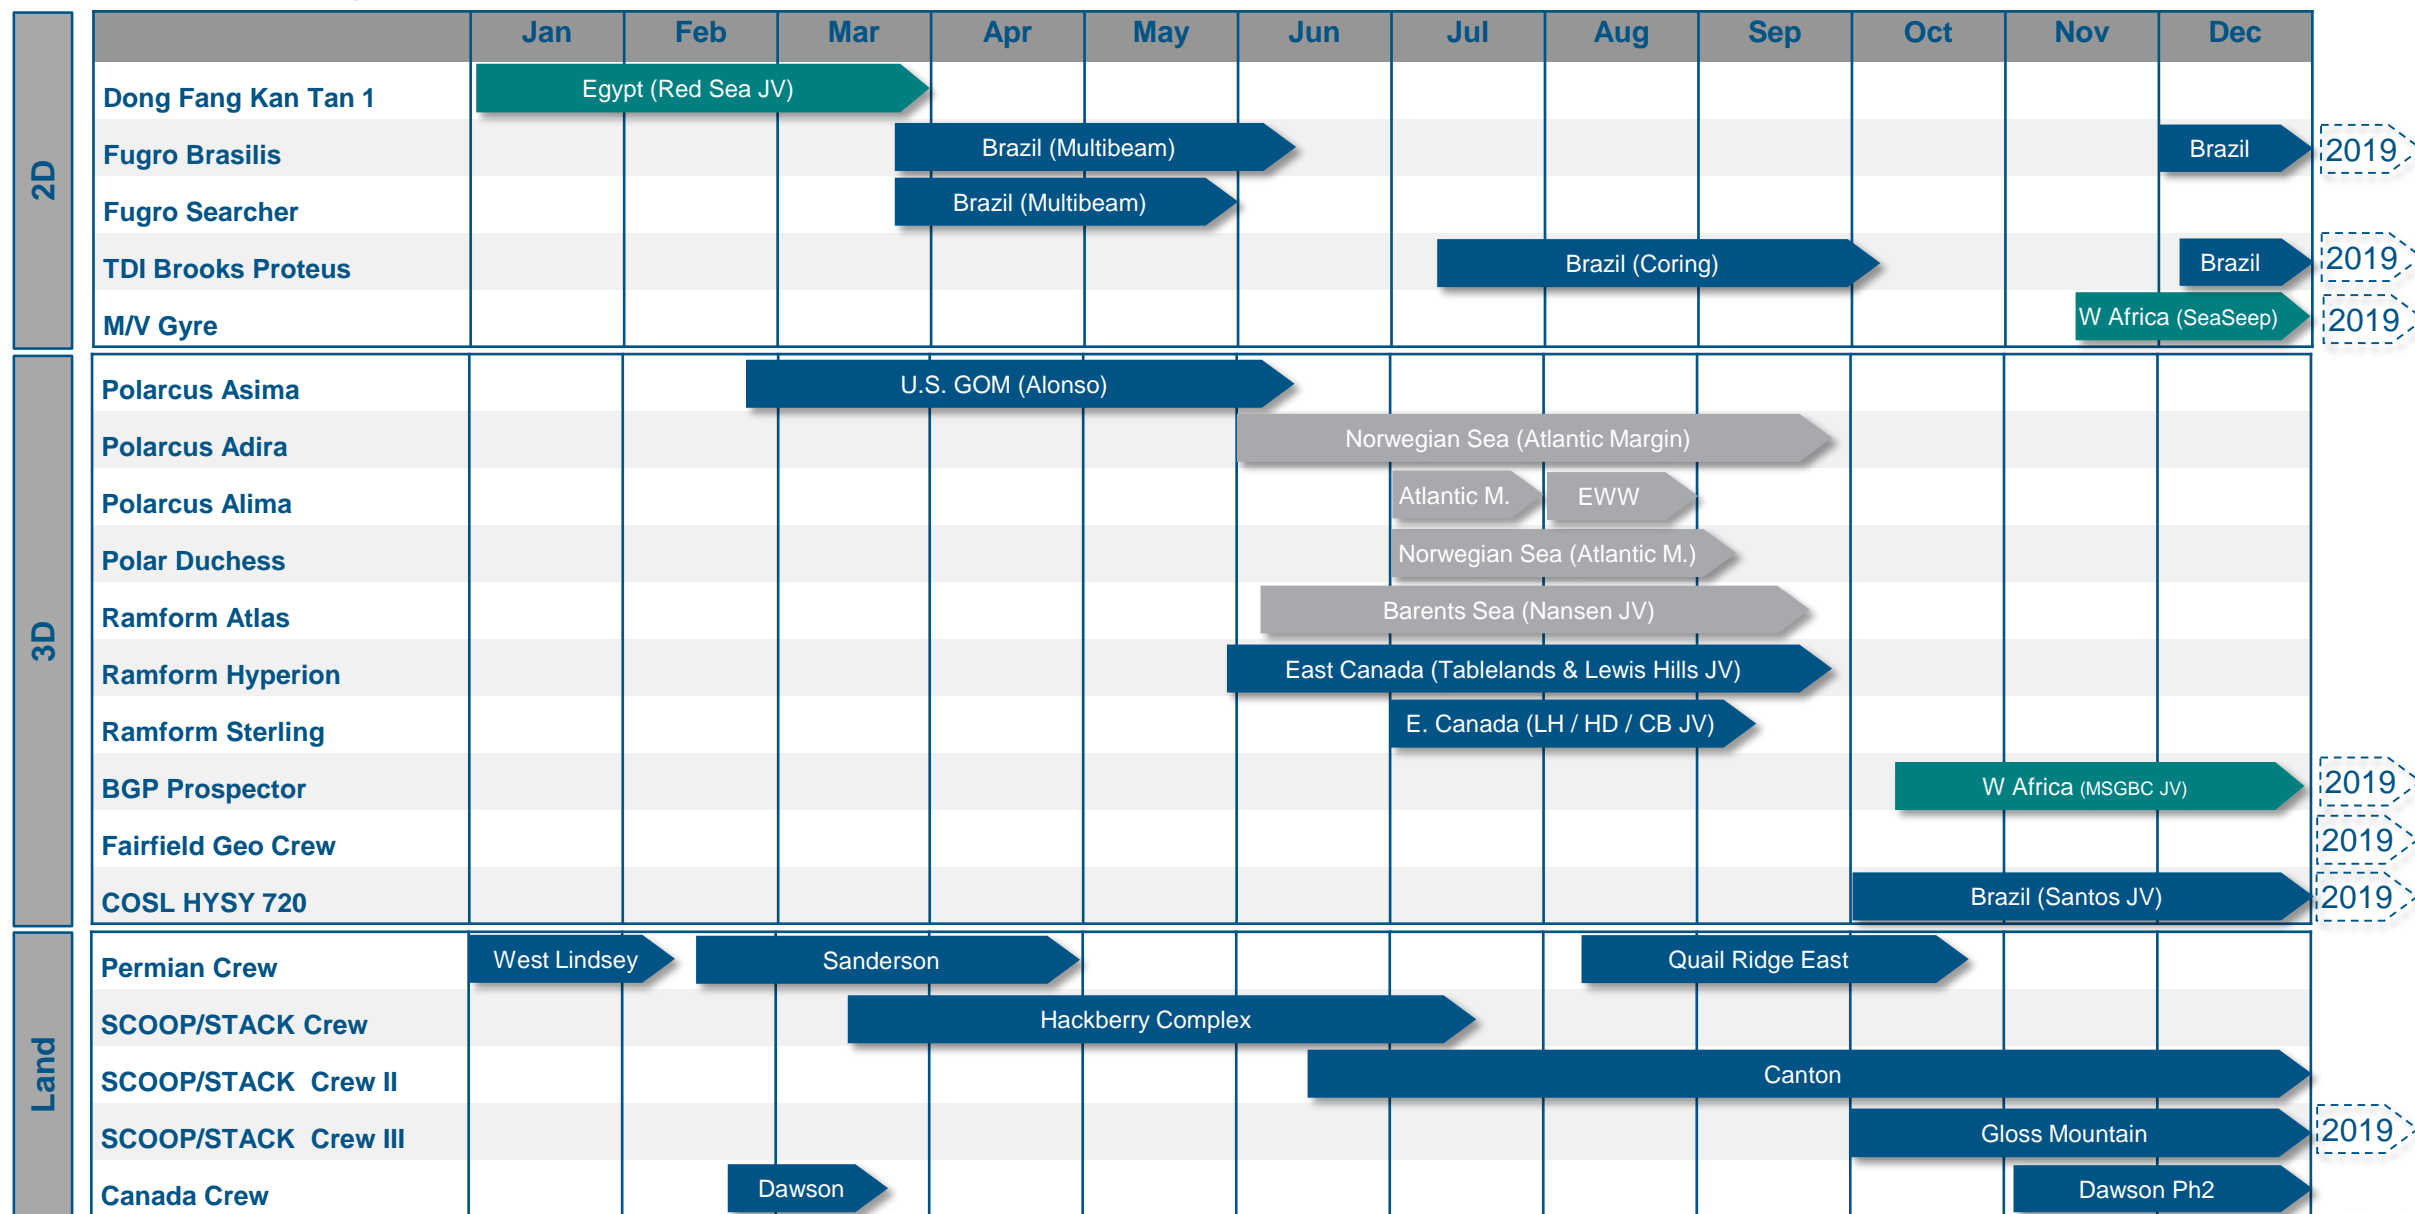 Jan Feb Mar Apr May Jun Jul Aug Sep Oct Nov Dec
2D
Dong Fang Kan Tan 1 Egypt (Red Sea JV)
Fugro Brasilis Brazil (Multibeam) Brazil 2019
Fugro Searcher Brazil (Multibeam)
TDI Brooks Proteus Brazil (Coring) Brazil 2019
M/V Gyre W Africa (SeaSeep) 2019
3D
Polarcus Asima U.S. GOM (Alonso)
Polarcus Adira Norwegian Sea (Atlantic Margin)
Polarcus Alima Atlantic M. EWW
Polar Duchess Norwegian Sea (Atlantic M.)
Ramform Atlas Barents Sea (Nansen JV)
Ramform Hyperion East Canada (Tablelands & Lewis Hills JV)
Ramform Sterling E. Canada (LH / HD / CB JV)
BGP Prospector W Africa (MSGBC JV) 2019
Fairfield Geo Crew 2019
COSL HYSY 720 Brazil (Santos JV) 2019
Land
Permian Crew West Lindsey Sanderson Quail Ridge East
SCOOP/STACK Crew Hackberry Complex
SCOOP/STACK Crew II Canton
SCOOP/STACK Crew III Gloss Mountain 2019
Canada Crew Dawson Dawson Ph2